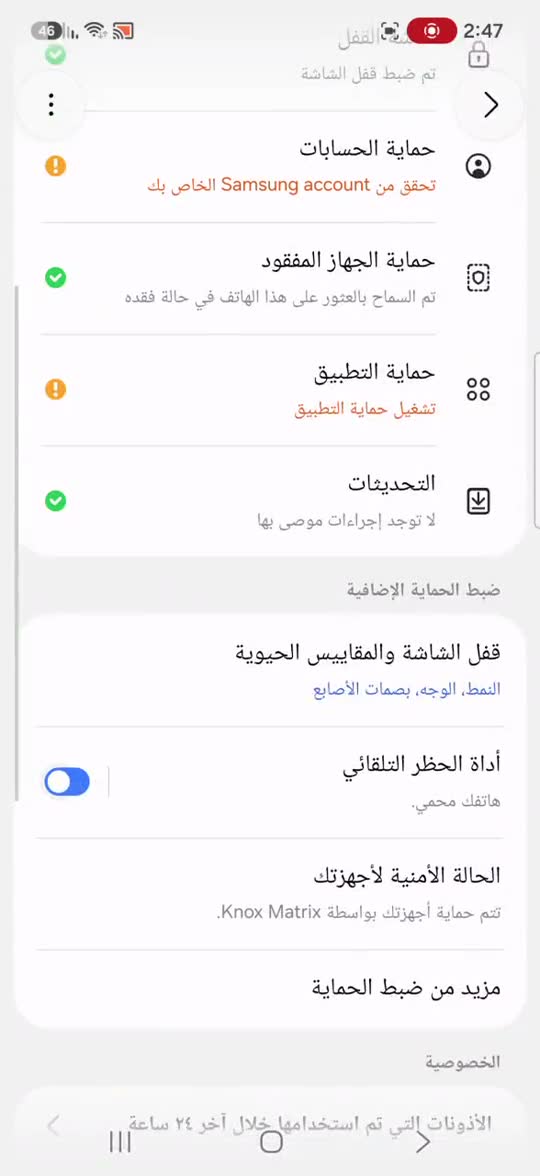 46
2:47
القفل
تم ضبط قفل الشاشة
حماية الحسابات
تحقق من Samsung account الخاص بك
حماية الجهاز المفقود
تم السماح بالعثور على هذا الهاتف في حالة فقده
حماية التطبيق
تشغيل حماية التطبيق
التحديثات
لا توجد إجراءات موصى بها
ضبط الحماية الإضافية
قفل الشاشة والمقاييس الحيوية
النمط، الوجه، بصمات الأصابع
أداة الحظر التلقائي
هاتفك محمي.
الحالة الأمنية لأجهزتك
تتم حماية أجهزتك بواسطة Knox Matrix.
مزيد من ضبط الحماية
الخصوصية
الأذونات التي تم استخدامها خلال آخر ٢٤ ساعة